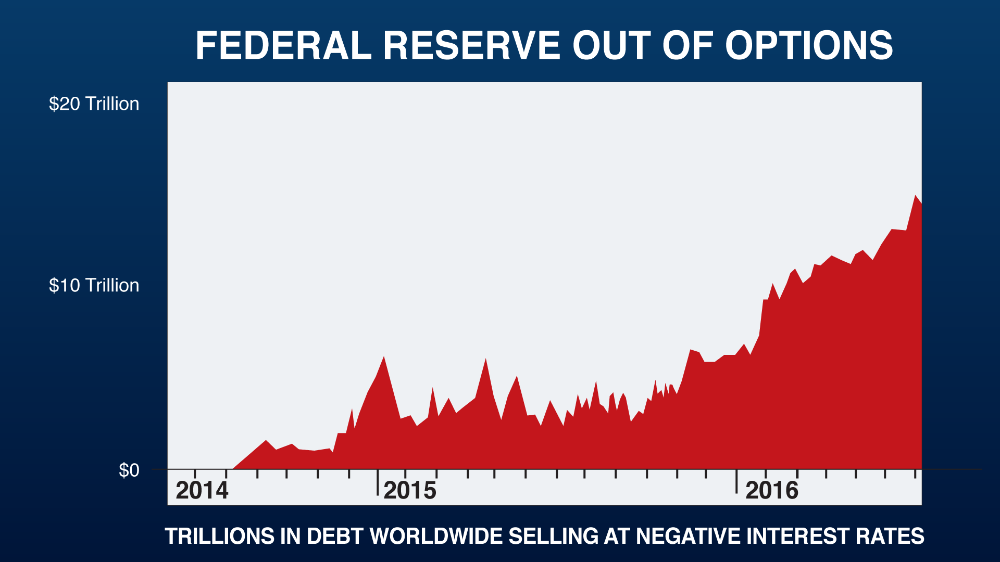 FEDERAL RESERVE OUT OF OPTIONS
$20 Trillion
$10 Trillion
$0
2014 2015 2016
TRILLIONS IN DEBT WORLDWIDE SELLING AT NEGATIVE INTEREST RATES